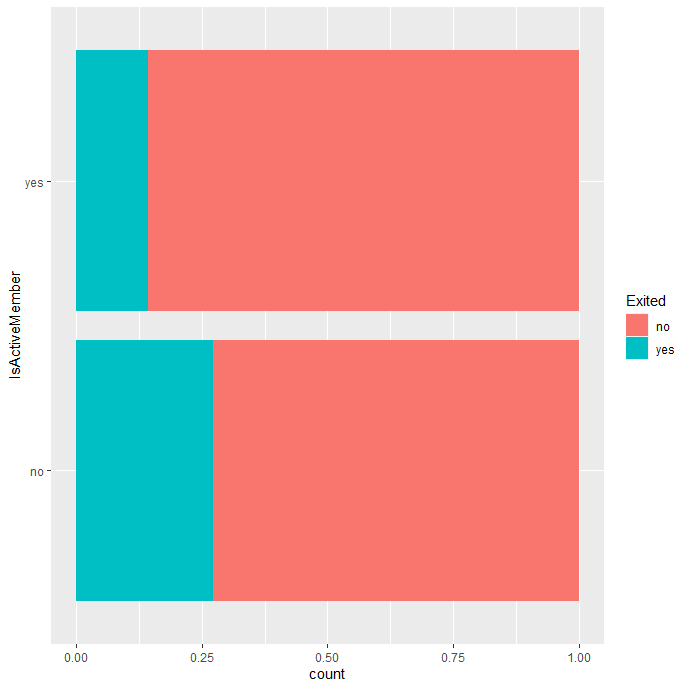 IsActiveMember
yes
no
0.00 0.25 0.50 0.75 1.00
count
Exited
no
yes